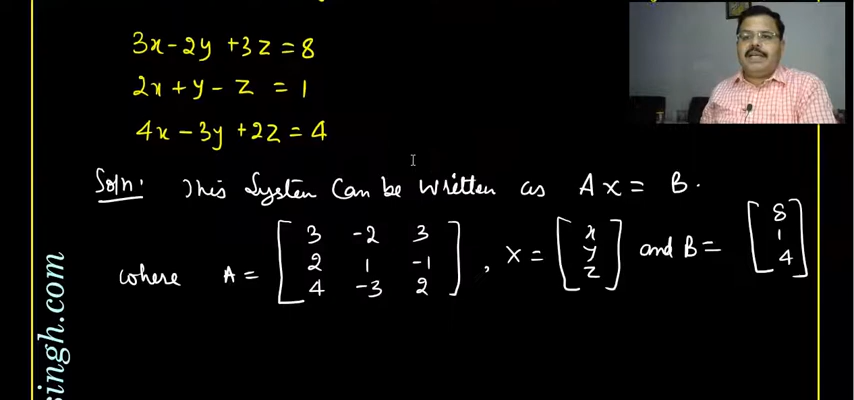 3x - 2y + 3z = 8
2x + y - z = 1
4x - 3y + 2z = 4
Soln: This System Can be Written as AX = B.
where A = [ 3 -2 3 2 1 -1 4 -3 2 ], X = [ x y z ] and B = [ 8 1 4 ]
singh.com